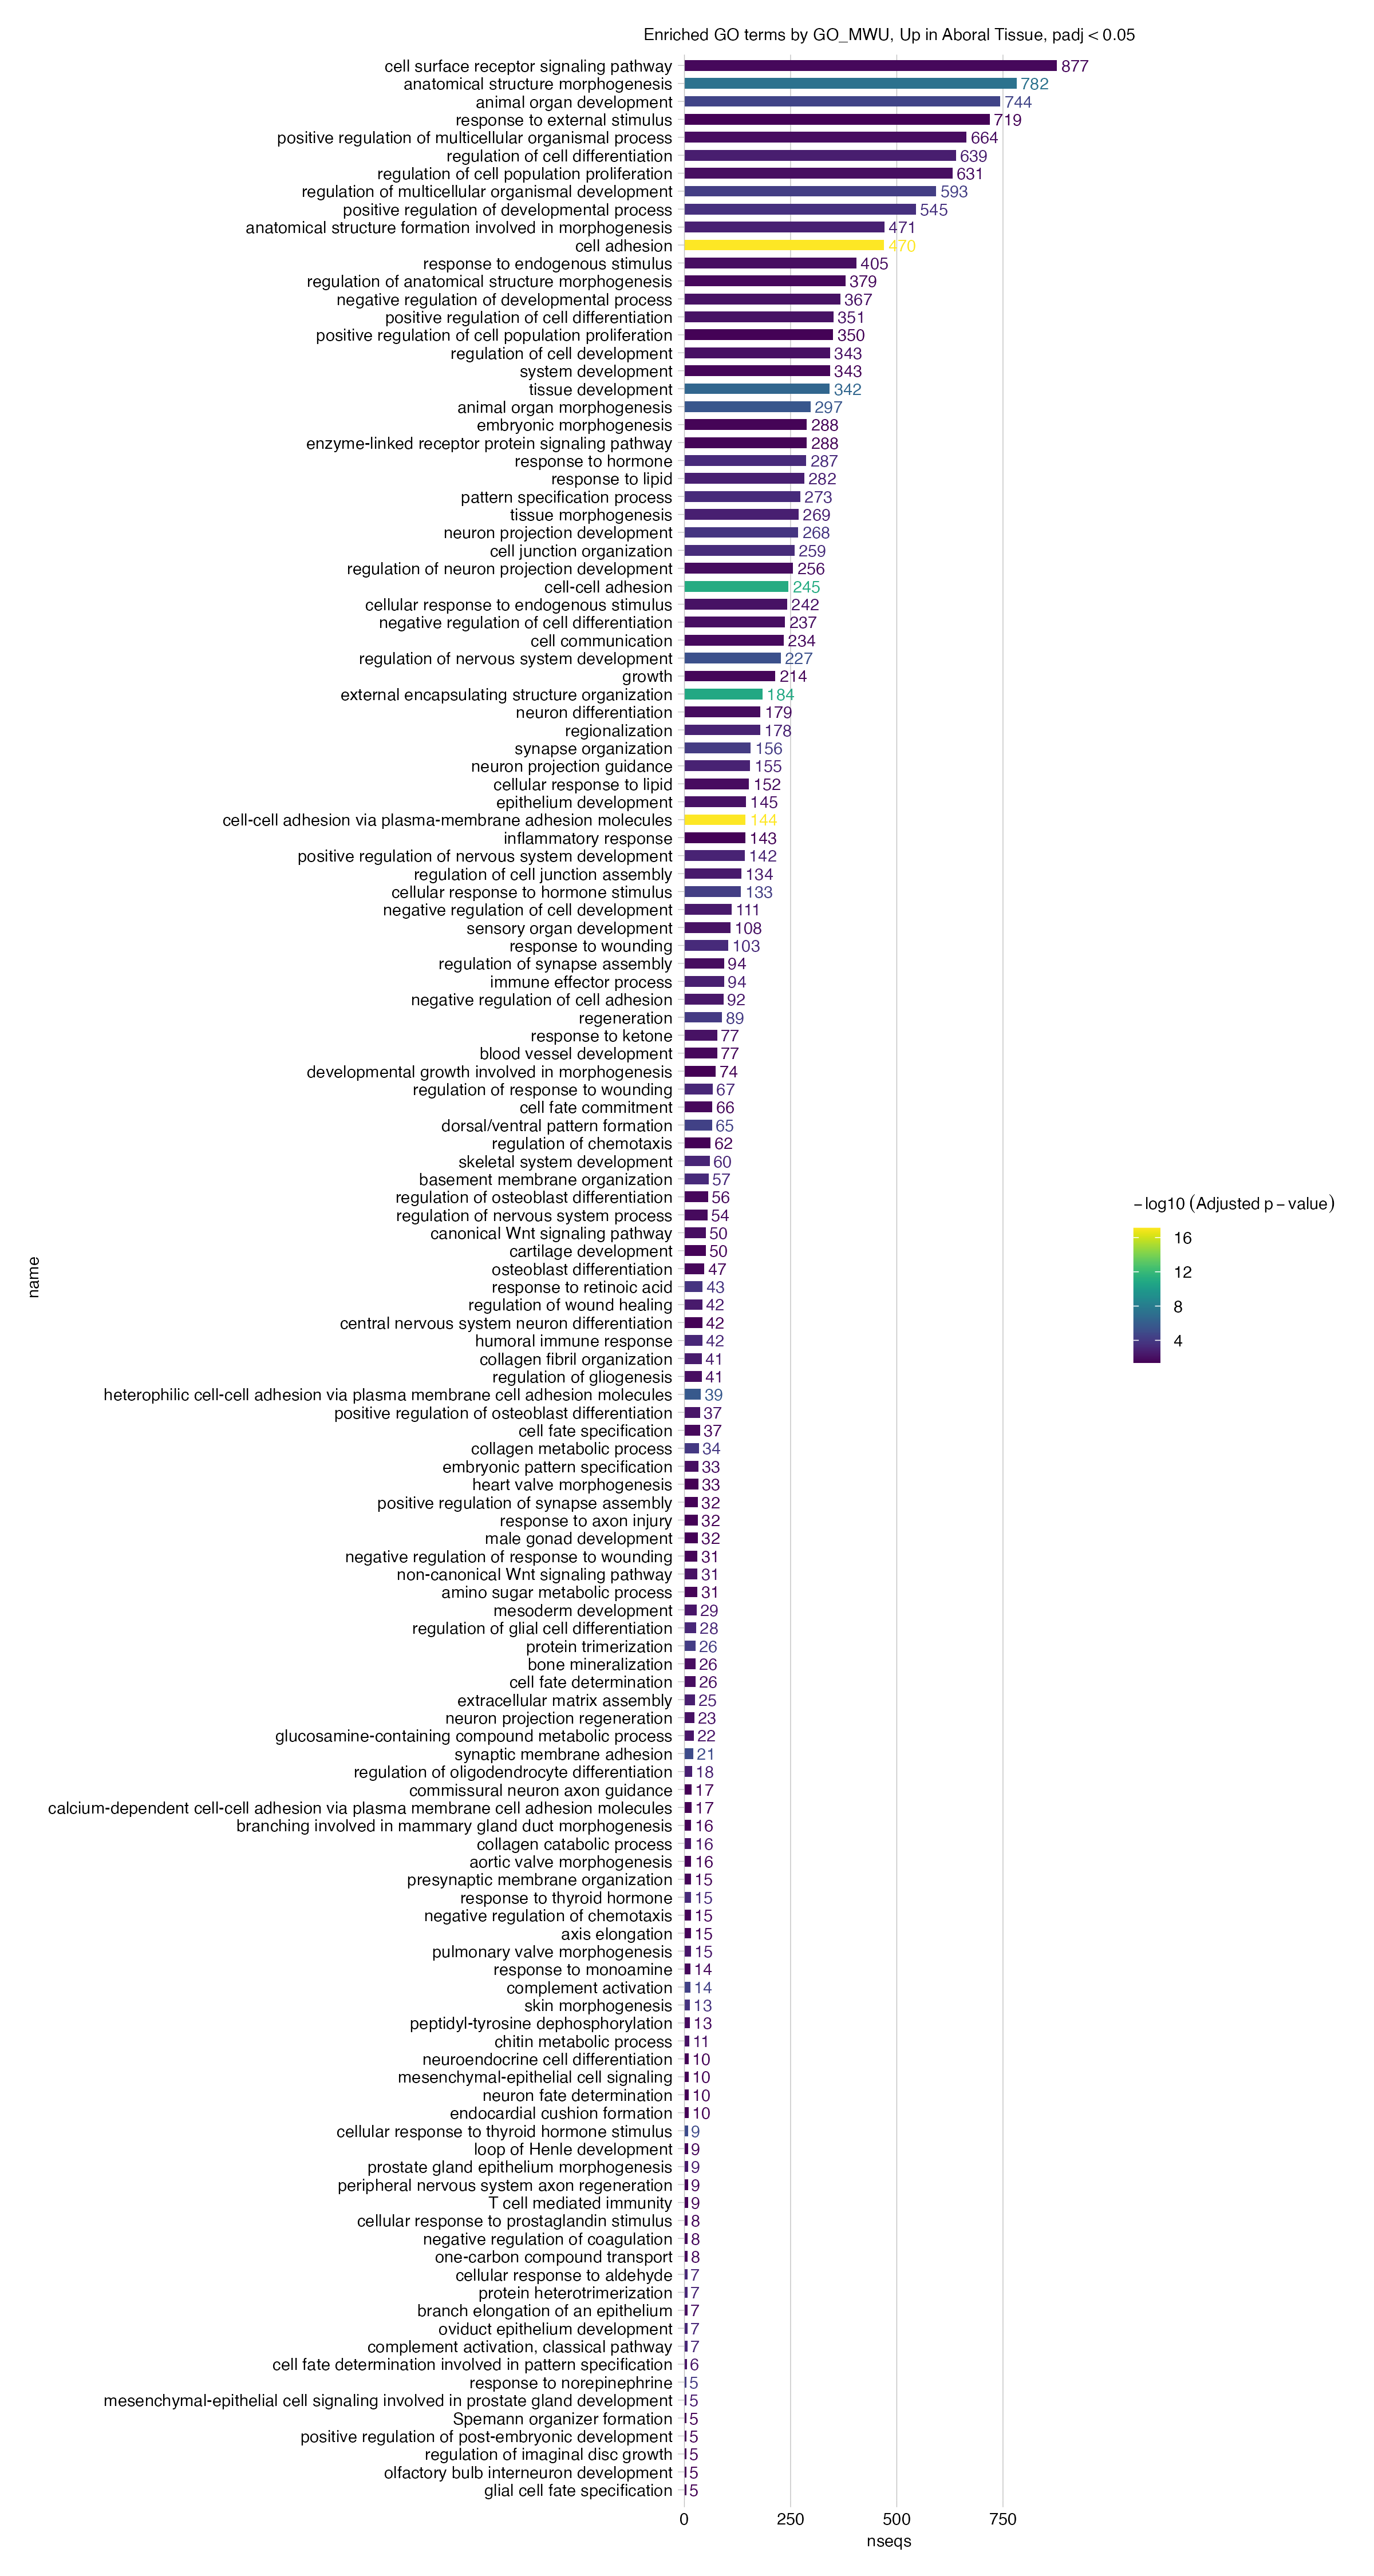 Enriched GO terms by GO_MWU, Up in Aboral Tissue, padj < 0.05
cell surface receptor signaling pathway 877
anatomical structure morphogenesis 782
animal organ development 744
response to external stimulus 719
positive regulation of multicellular organismal process 664
regulation of cell differentiation 639
regulation of cell population proliferation 631
regulation of multicellular organismal development 593
positive regulation of developmental process 545
anatomical structure formation involved in morphogenesis 471
cell adhesion 470
response to endogenous stimulus 405
regulation of anatomical structure morphogenesis 379
negative regulation of developmental process 367
positive regulation of cell differentiation 351
positive regulation of cell population proliferation 350
regulation of cell development 343
system development 343
tissue development 342
animal organ morphogenesis 297
embryonic morphogenesis 288
enzyme-linked receptor protein signaling pathway 288
response to hormone 287
response to lipid 282
pattern specification process 273
tissue morphogenesis 269
neuron projection development 268
cell junction organization 259
regulation of neuron projection development 256
cell-cell adhesion 245
cellular response to endogenous stimulus 242
negative regulation of cell differentiation 237
cell communication 234
regulation of nervous system development 227
growth 214
external encapsulating structure organization 184
neuron differentiation 179
regionalization 178
synapse organization 156
neuron projection guidance 155
cellular response to lipid 152
epithelium development 145
cell-cell adhesion via plasma-membrane adhesion molecules 144
inflammatory response 143
positive regulation of nervous system development 142
regulation of cell junction assembly 134
cellular response to hormone stimulus 133
negative regulation of cell development 111
sensory organ development 108
response to wounding 103
regulation of synapse assembly 94
immune effector process 94
negative regulation of cell adhesion 92
regeneration 89
response to ketone 77
blood vessel development 77
developmental growth involved in morphogenesis 74
regulation of response to wounding 67
cell fate commitment 66
dorsal/ventral pattern formation 65
regulation of chemotaxis 62
skeletal system development 60
basement membrane organization 57
regulation of osteoblast differentiation 56
regulation of nervous system process 54
canonical Wnt signaling pathway 50
cartilage development 50
osteoblast differentiation 47
response to retinoic acid 43
regulation of wound healing 42
central nervous system neuron differentiation 42
humoral immune response 42
collagen fibril organization 41
regulation of gliogenesis 41
heterophilic cell-cell adhesion via plasma membrane cell adhesion molecules 39
positive regulation of osteoblast differentiation 37
cell fate specification 37
collagen metabolic process 34
embryonic pattern specification 33
heart valve morphogenesis 33
positive regulation of synapse assembly 32
response to axon injury 32
male gonad development 32
negative regulation of response to wounding 31
non-canonical Wnt signaling pathway 31
amino sugar metabolic process 31
mesoderm development 29
regulation of glial cell differentiation 28
protein trimerization 26
bone mineralization 26
cell fate determination 26
extracellular matrix assembly 25
neuron projection regeneration 23
glucosamine-containing compound metabolic process 22
synaptic membrane adhesion 21
regulation of oligodendrocyte differentiation 18
commissural neuron axon guidance 17
calcium-dependent cell-cell adhesion via plasma membrane cell adhesion molecules 17
branching involved in mammary gland duct morphogenesis 16
collagen catabolic process 16
aortic valve morphogenesis 16
presynaptic membrane organization 15
response to thyroid hormone 15
negative regulation of chemotaxis 15
axis elongation 15
pulmonary valve morphogenesis 15
response to monoamine 14
complement activation 14
skin morphogenesis 13
peptidyl-tyrosine dephosphorylation 13
chitin metabolic process 11
neuroendocrine cell differentiation 10
mesenchymal-epithelial cell signaling 10
neuron fate determination 10
endocardial cushion formation 10
cellular response to thyroid hormone stimulus 9
loop of Henle development 9
prostate gland epithelium morphogenesis 9
peripheral nervous system axon regeneration 9
T cell mediated immunity 9
cellular response to prostaglandin stimulus 8
negative regulation of coagulation 8
one-carbon compound transport 8
cellular response to aldehyde 7
protein heterotrimerization 7
branch elongation of an epithelium 7
oviduct epithelium development 7
complement activation, classical pathway 7
cell fate determination involved in pattern specification 6
response to norepinephrine 5
mesenchymal-epithelial cell signaling involved in prostate gland development 5
Spemann organizer formation 5
positive regulation of post-embryonic development 5
regulation of imaginal disc growth 5
olfactory bulb interneuron development 5
glial cell fate specification 5
0 250 500 750
nseqs
name
−log10 (Adjusted p − value)
16
12
8
4